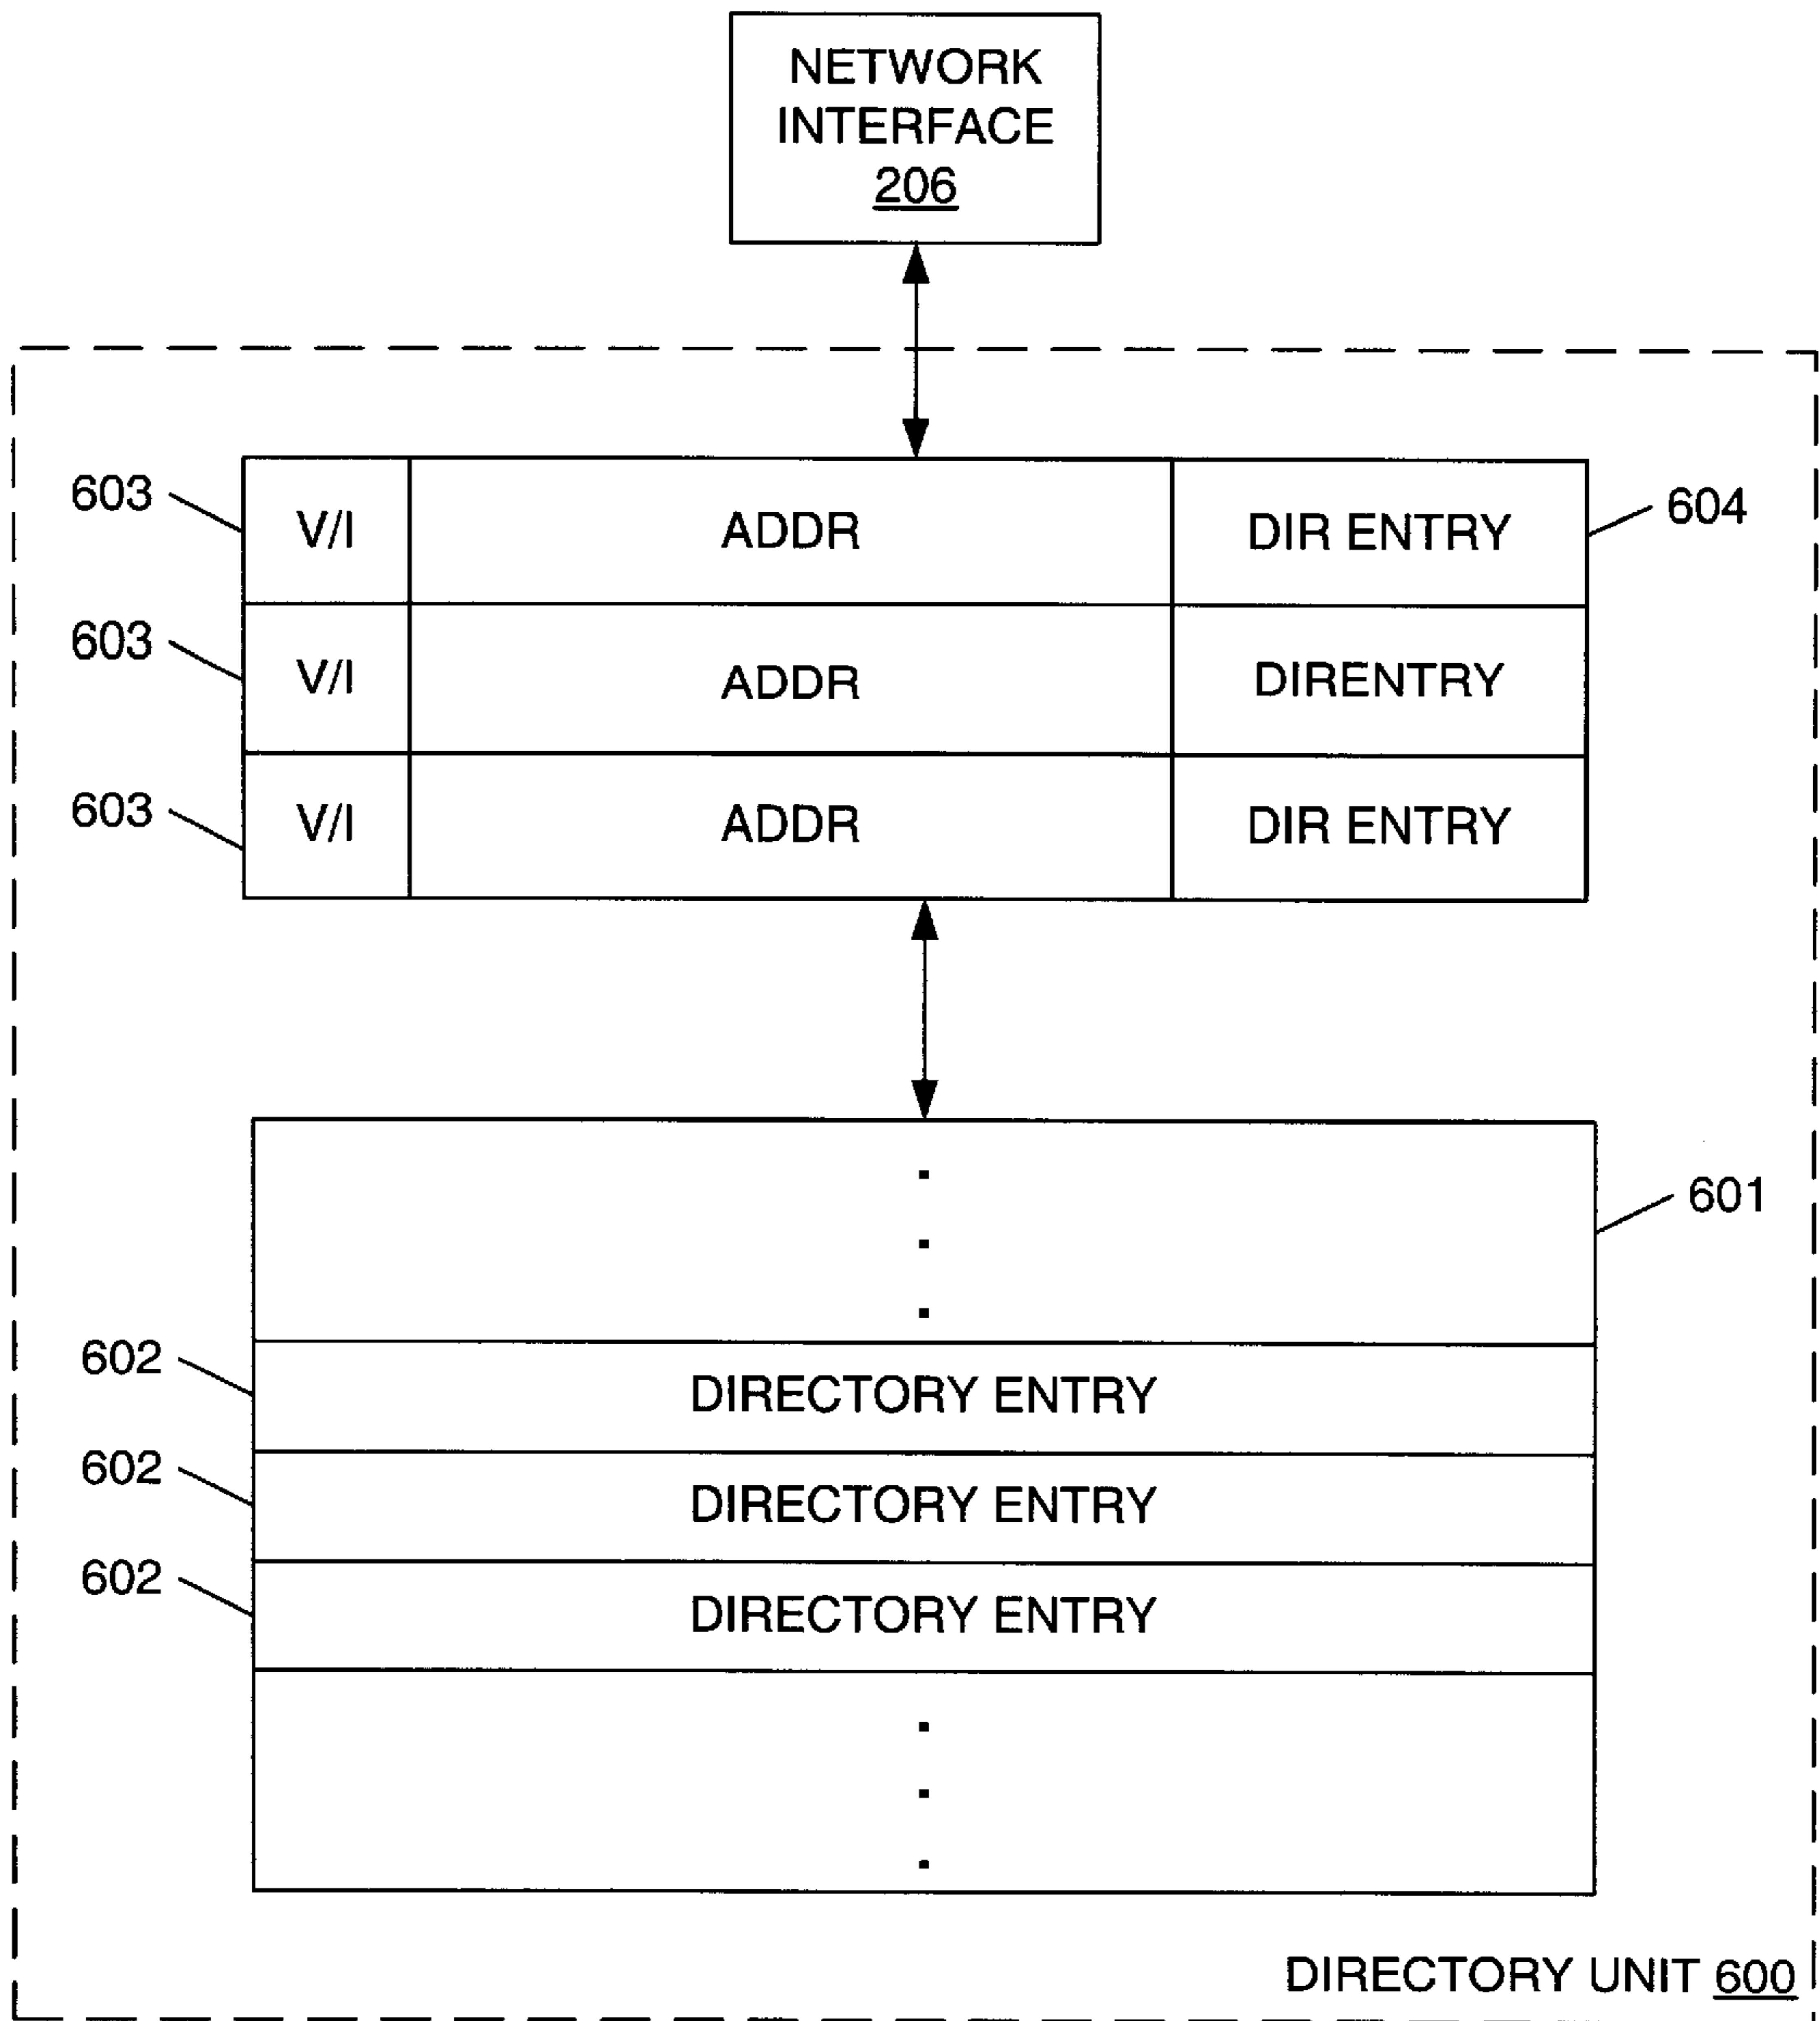 NETWORK
INTERFACE
206
603 V/I ADDR DIR ENTRY 604
603 V/I ADDR DIRENTRY
603 V/I ADDR DIR ENTRY
601
602 DIRECTORY ENTRY
602 DIRECTORY ENTRY
602 DIRECTORY ENTRY
DIRECTORY UNIT 600